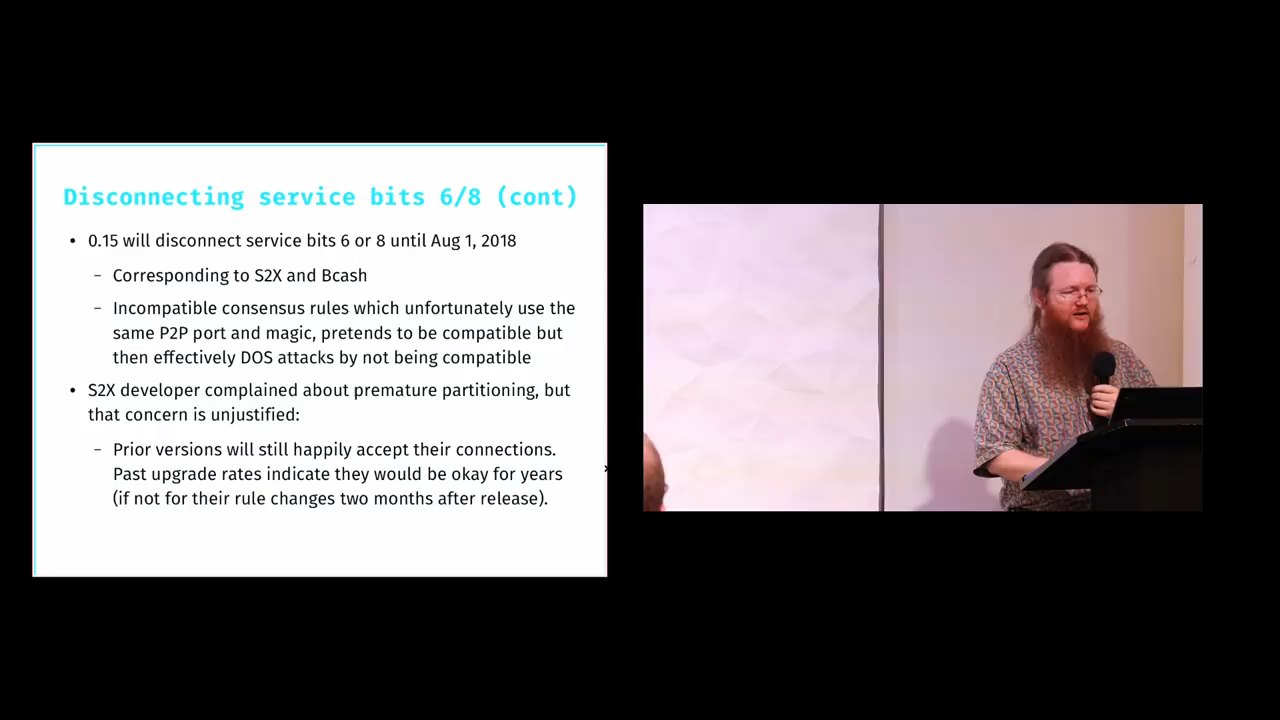 Disconnecting service bits 6/8 (cont)
• 0.15 will disconnect service bits 6 or 8 until Aug 1, 2018
– Corresponding to S2X and Bcash
– Incompatible consensus rules which unfortunately use the
same P2P port and magic, pretends to be compatible but
then effectively DOS attacks by not being compatible
• S2X developer complained about premature partitioning, but
that concern is unjustified:
– Prior versions will still happily accept their connections.
Past upgrade rates indicate they would be okay for years
(if not for their rule changes two months after release).